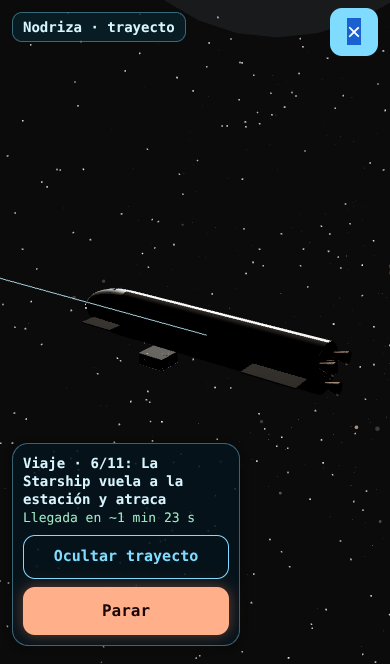 Nodriza · trayecto
✕
Viaje · 6/11: La
Starship vuela a la
estación y atraca
Llegada en ~1 min 23 s
Ocultar trayecto
Parar